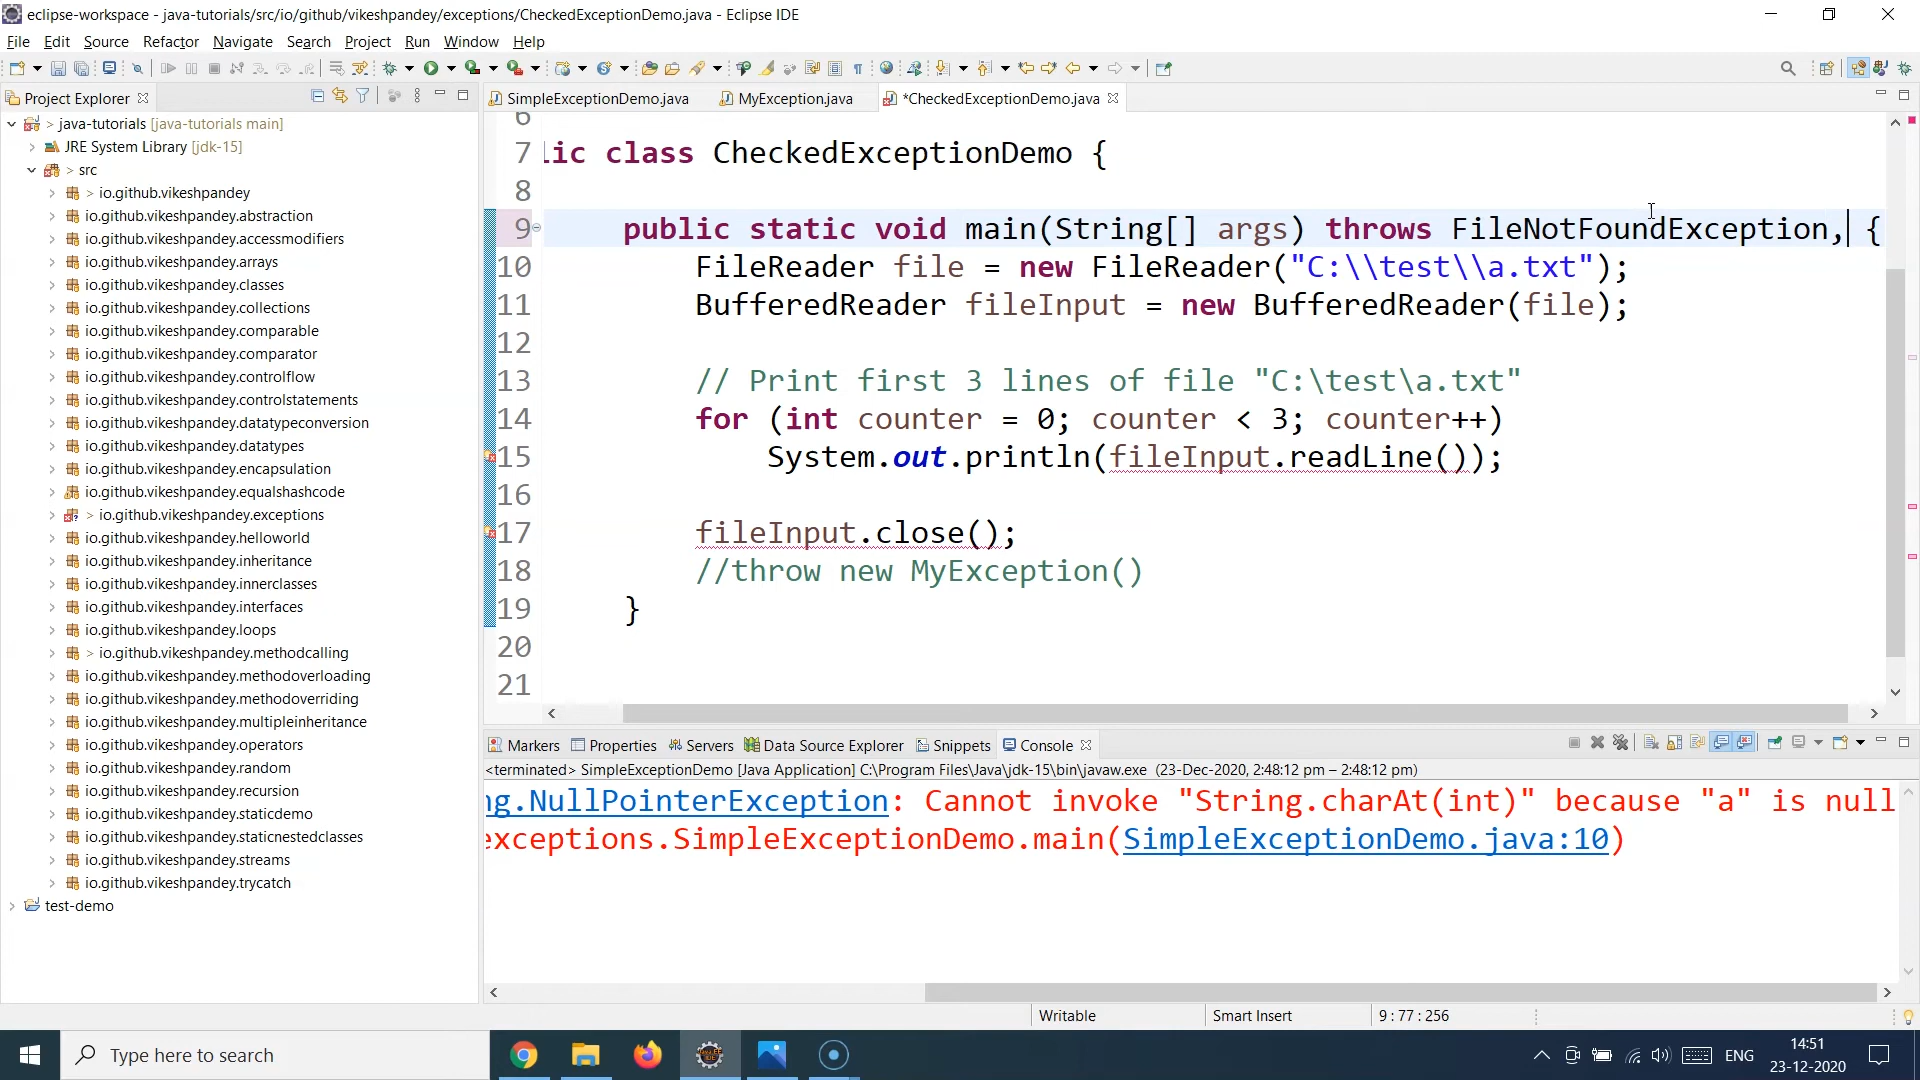 eclipse-workspace - java-tutorials/src/io/github/vikeshpandey/exceptions/CheckedExceptionDemo.java - Eclipse IDE
File Edit Source Refactor Navigate Search Project Run Window Help
Project Explorer
SimpleExceptionDemo.java MyException.java *CheckedExceptionDemo.java
> java-tutorials [java-tutorials main]
JRE System Library [jdk-15]
> src
> io.github.vikeshpandey
io.github.vikeshpandey.abstraction
io.github.vikeshpandey.accessmodifiers
io.github.vikeshpandey.arrays
io.github.vikeshpandey.classes
io.github.vikeshpandey.collections
io.github.vikeshpandey.comparable
io.github.vikeshpandey.comparator
io.github.vikeshpandey.controlflow
io.github.vikeshpandey.controlstatements
io.github.vikeshpandey.datatypeconversion
io.github.vikeshpandey.datatypes
io.github.vikeshpandey.encapsulation
io.github.vikeshpandey.equalshashcode
> io.github.vikeshpandey.exceptions
io.github.vikeshpandey.helloworld
io.github.vikeshpandey.inheritance
io.github.vikeshpandey.innerclasses
io.github.vikeshpandey.interfaces
io.github.vikeshpandey.loops
> io.github.vikeshpandey.methodcalling
io.github.vikeshpandey.methodoverloading
io.github.vikeshpandey.methodoverriding
io.github.vikeshpandey.multipleinheritance
io.github.vikeshpandey.operators
io.github.vikeshpandey.random
io.github.vikeshpandey.recursion
io.github.vikeshpandey.staticdemo
io.github.vikeshpandey.staticnestedclasses
io.github.vikeshpandey.streams
io.github.vikeshpandey.trycatch
test-demo
6
7 lic class CheckedExceptionDemo {
8
9 public static void main(String[] args) throws FileNotFoundException, {
10 FileReader file = new FileReader("C:\\test\\a.txt");
11 BufferedReader fileInput = new BufferedReader(file);
12
13 // Print first 3 lines of file "C:\test\a.txt"
14 for (int counter = 0; counter < 3; counter++)
15 System.out.println(fileInput.readLine());
16
17 fileInput.close();
18 //throw new MyException()
19 }
20
21
Markers Properties Servers Data Source Explorer Snippets Console
<terminated> SimpleExceptionDemo [Java Application] C:\Program Files\Java\jdk-15\bin\javaw.exe (23-Dec-2020, 2:48:12 pm – 2:48:12 pm)
ng.NullPointerException: Cannot invoke "String.charAt(int)" because "a" is null
exceptions.SimpleExceptionDemo.main(SimpleExceptionDemo.java:10)
Writable Smart Insert 9 : 77 : 256
Type here to search
ENG
14:51
23-12-2020